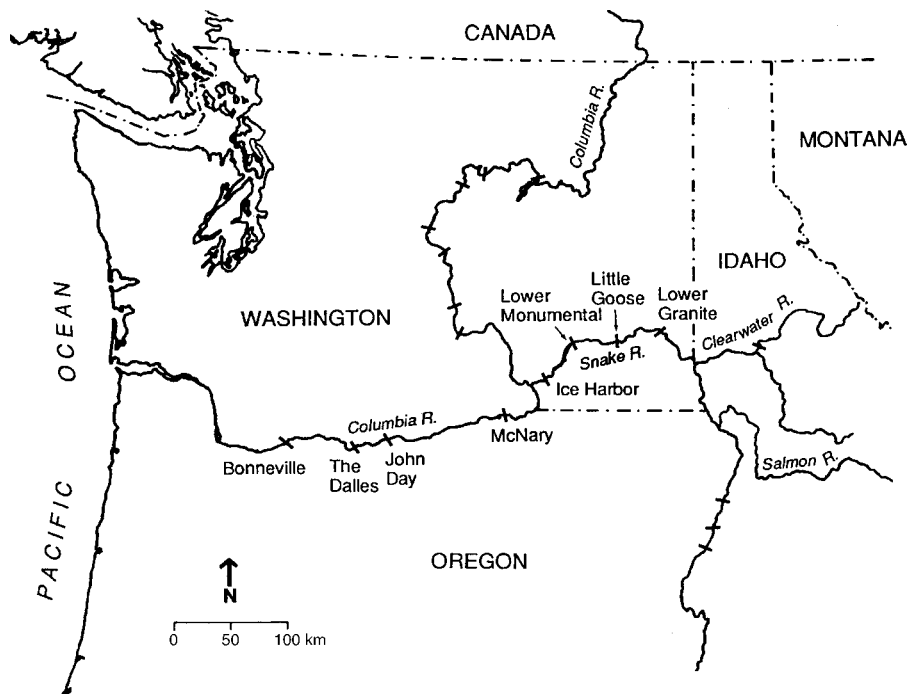 CANADA
Columbia R.
MONTANA
IDAHO
PACIFIC OCEAN
WASHINGTON
Lower
Monumental
Little
Goose
Lower
Granite
Clearwater R.
Snake R.
Ice Harbor
Columbia R.
McNary
Bonneville
The
Dalles
John
Day
Salmon R.
OREGON
N
0 50 100 km